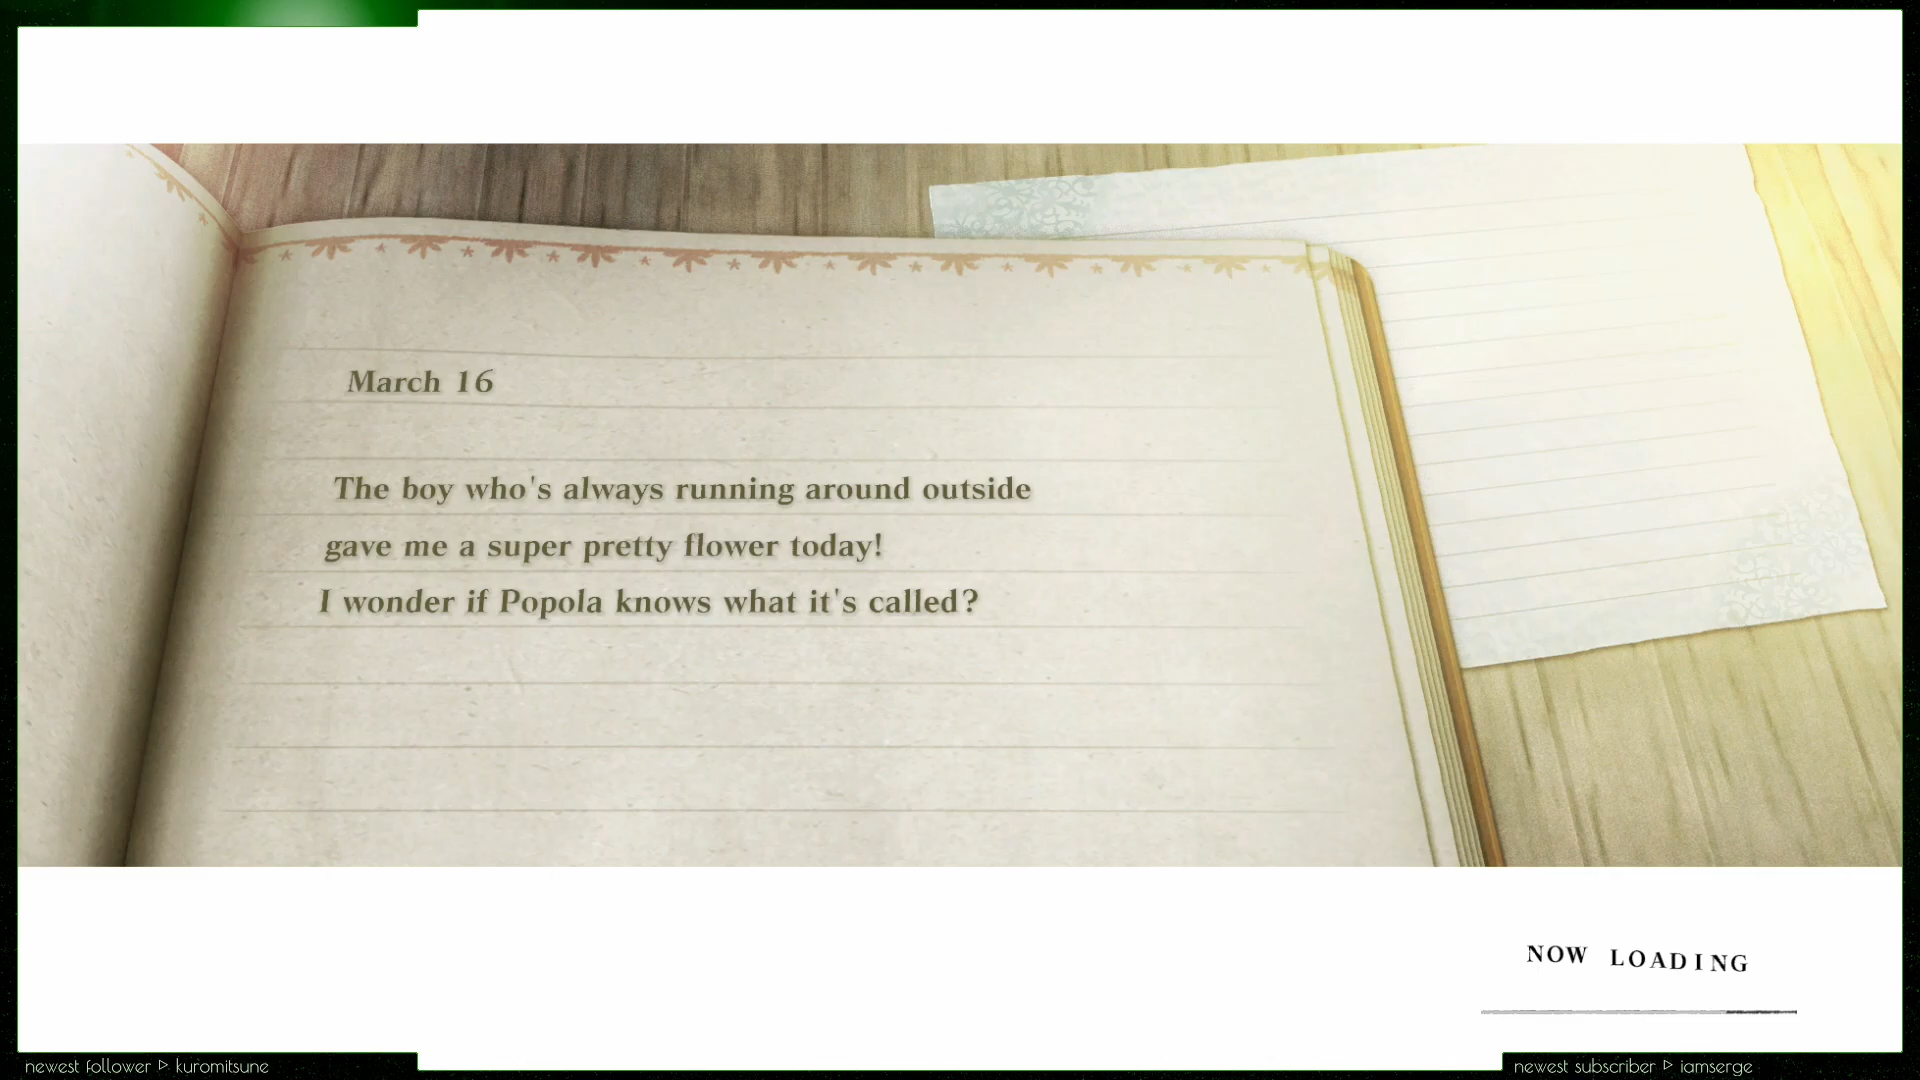 March 16
The boy who's always running around outside
gave me a super pretty flower today!
I wonder if Popola knows what it's called?
NOW LOADING
newest follower ▷ kuromitsune
newest subscriber ▷ iamserge